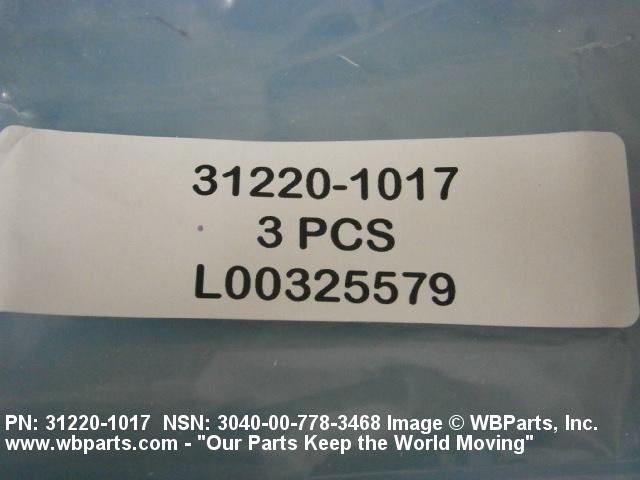 31220-1017
3 PCS
L00325579
PN: 31220-1017 NSN: 3040-00-778-3468 Image © WBParts, Inc.
www.wbparts.com - "Our Parts Keep the World Moving"